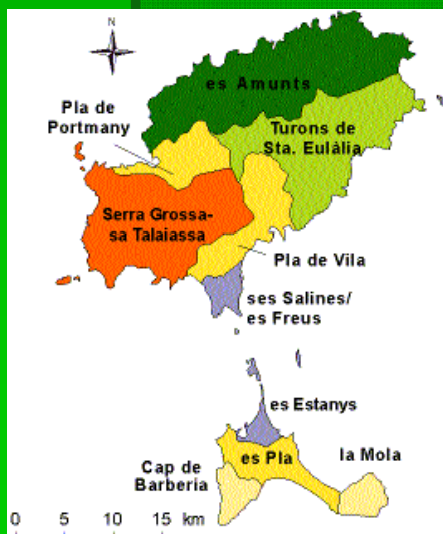 N
es Amunts
Pla de
Portmany
Turons de
Sta. Eulàlia
Serra Grossa-
sa Talaiassa
Pla de Vila
ses Salines/
es Freus
es Estanys
es Pla
la Mola
Cap de
Barberia
0 5 10 15 km